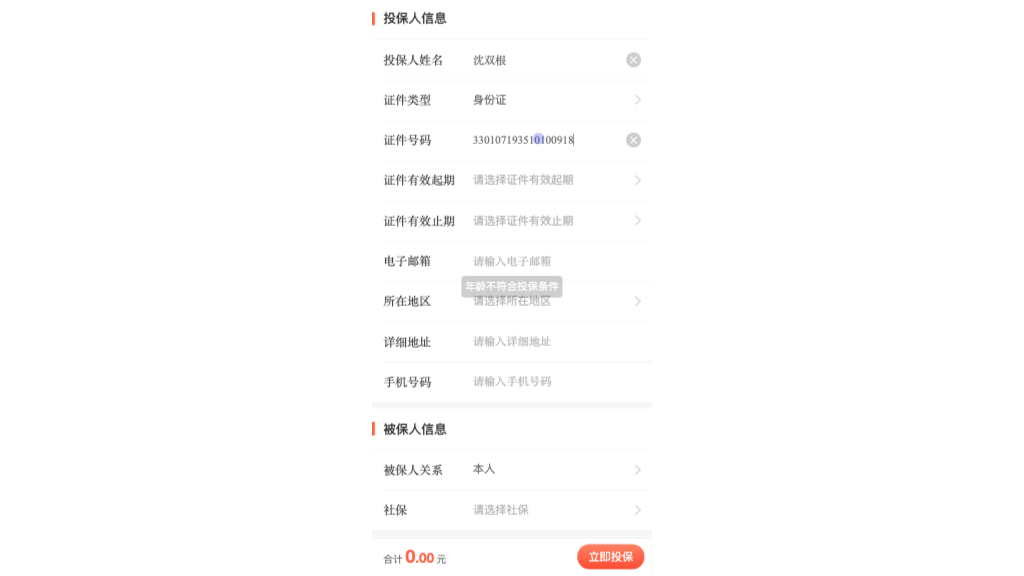 投保人信息
投保人姓名 沈双根
证件类型 身份证
证件号码 330107193510100918
证件有效起期 请选择证件有效起期
证件有效止期 请选择证件有效止期
电子邮箱 请输入电子邮箱
年龄不符合投保条件
所在地区 请选择所在地区
详细地址 请输入详细地址
手机号码 请输入手机号码
被保人信息
被保人关系 本人
社保 请选择社保
合计 0.00 元 立即投保